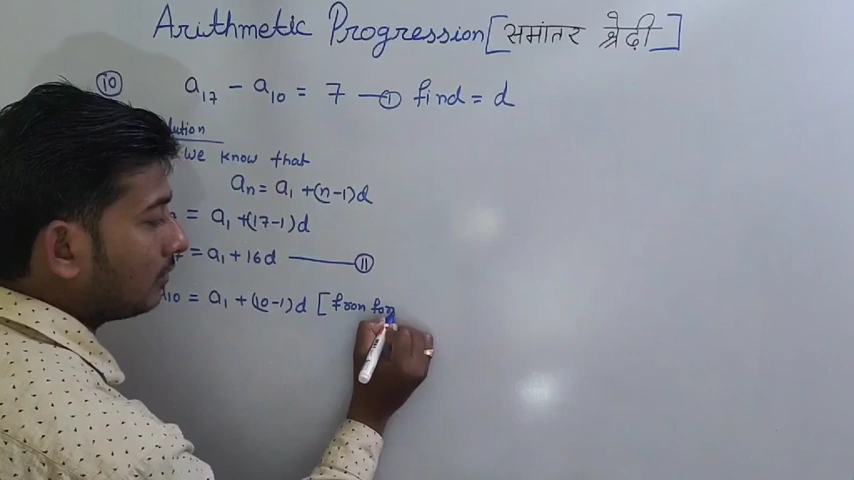 Arithmetic Progression [समांतर श्रेढ़ी]
⑩ a₁₇ - a₁₀ = 7 —① find = d
we know that
aₙ = a₁ + (n-1)d
= a₁ + (17-1)d
= a₁ + 16d —⑪
= a₁ + (10-1)d [from for